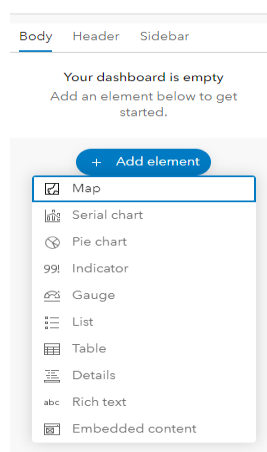 Body Header Sidebar
Your dashboard is empty
Add an element below to get
started.
+ Add element
Map
Serial chart
Pie chart
99! Indicator
Gauge
List
Table
Details
abc Rich text
Embedded content